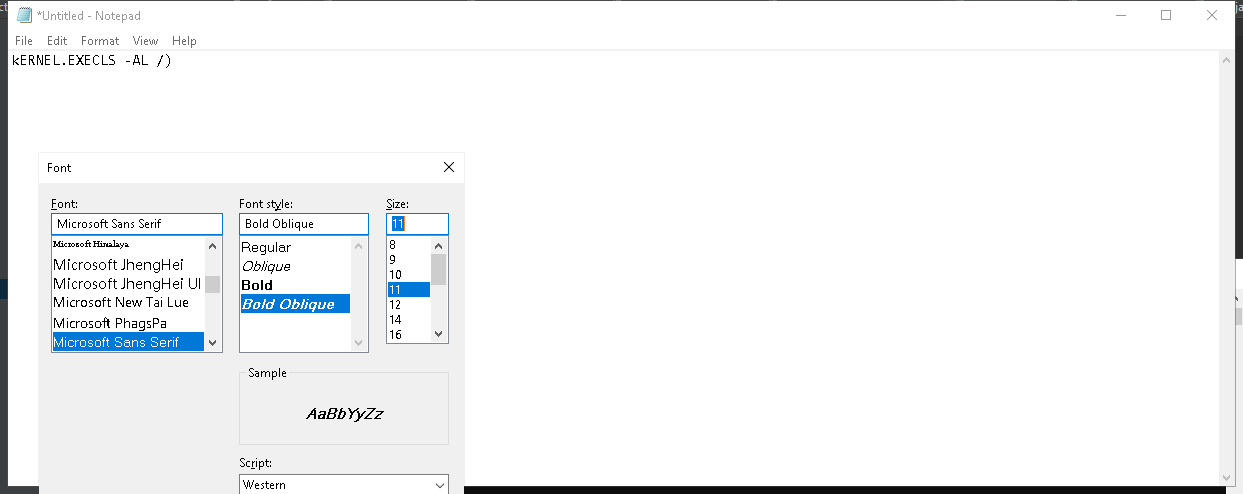 *Untitled - Notepad
File Edit Format View Help
kERNEL.EXECLS -AL /)
Font
Font: Font style: Size:
Microsoft Sans Serif Bold Oblique 11
Microsoft Himalaya
Microsoft JhengHei
Microsoft JhengHei UI
Microsoft New Tai Lue
Microsoft PhagsPa
Microsoft Sans Serif
Regular
Oblique
Bold
Bold Oblique
8
9
10
11
12
14
16
Sample
AaBbYyZz
Script:
Western